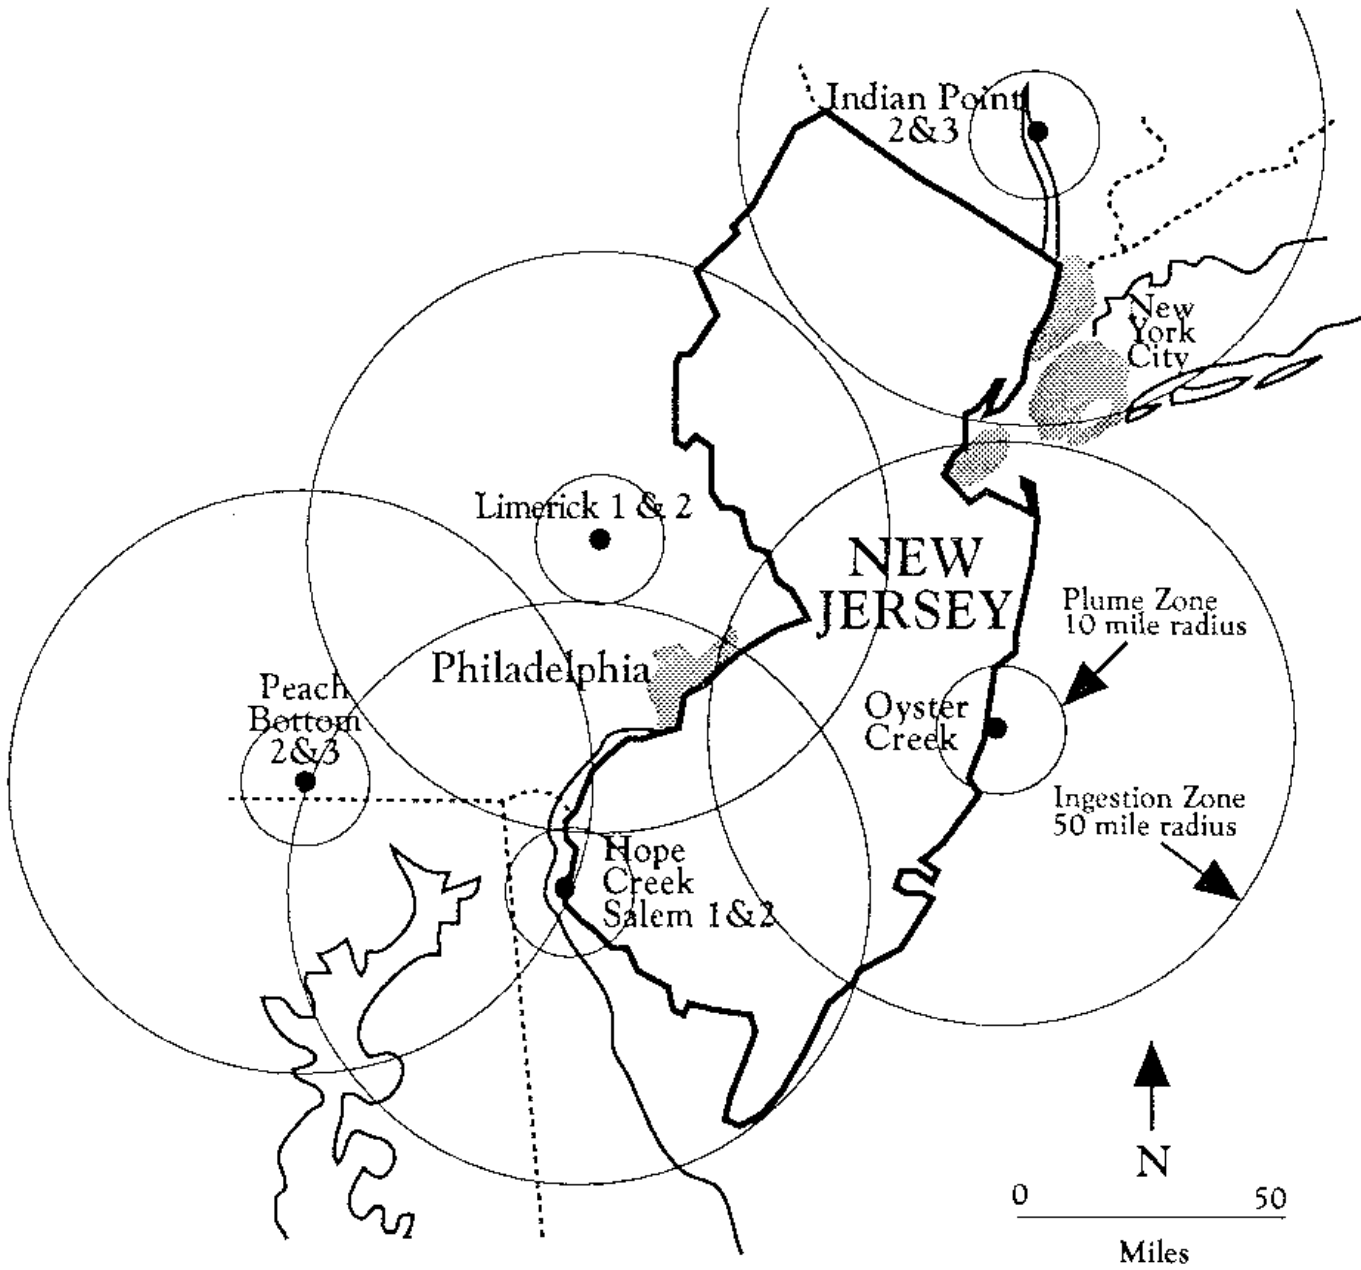 Indian Point
2&3
New
York
City
Limerick 1 & 2
NEW
JERSEY
Plume Zone
10 mile radius
Philadelphia
Peach
Bottom
2&3
Oyster
Creek
Ingestion Zone
50 mile radius
Hope
Creek
Salem 1&2
N
0 50
Miles